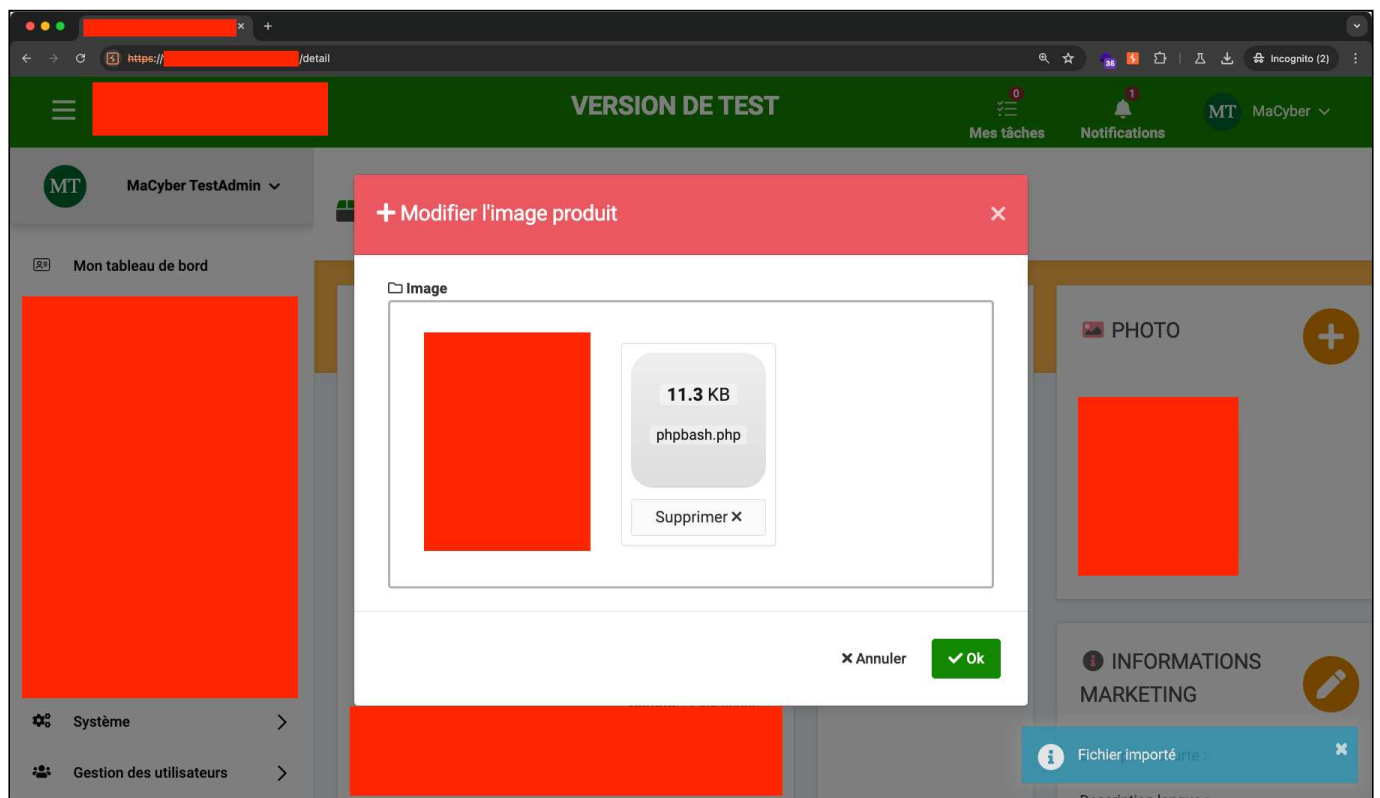 https:// /detail
36
Incognito (2)
VERSION DE TEST
0
Mes tâches
1
Notifications
MT
MaCyber
MT
MaCyber TestAdmin
Modifier l'image produit
Mon tableau de bord
Image
11.3 KB
phpbash.php
Supprimer
PHOTO
Annuler
Ok
INFORMATIONS
MARKETING
Système
Fichier importé
Gestion des utilisateurs